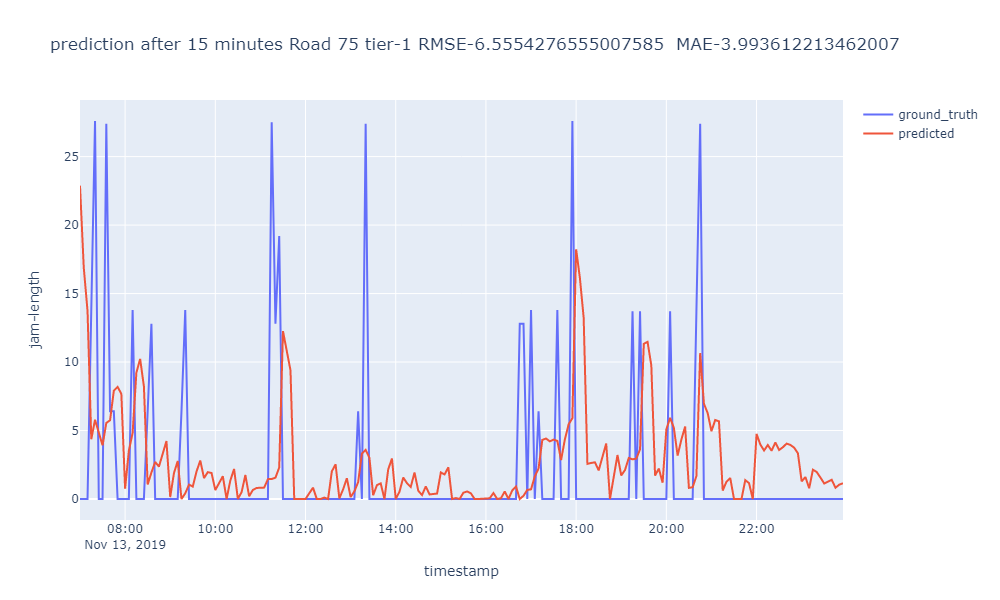 prediction after 15 minutes Road 75 tier-1 RMSE-6.5554276555007585  MAE-3.993612213462007
ground_truth
predicted
jam-length
25
20
15
10
5
0
08:00 10:00 12:00 14:00 16:00 18:00 20:00 22:00
Nov 13, 2019
timestamp